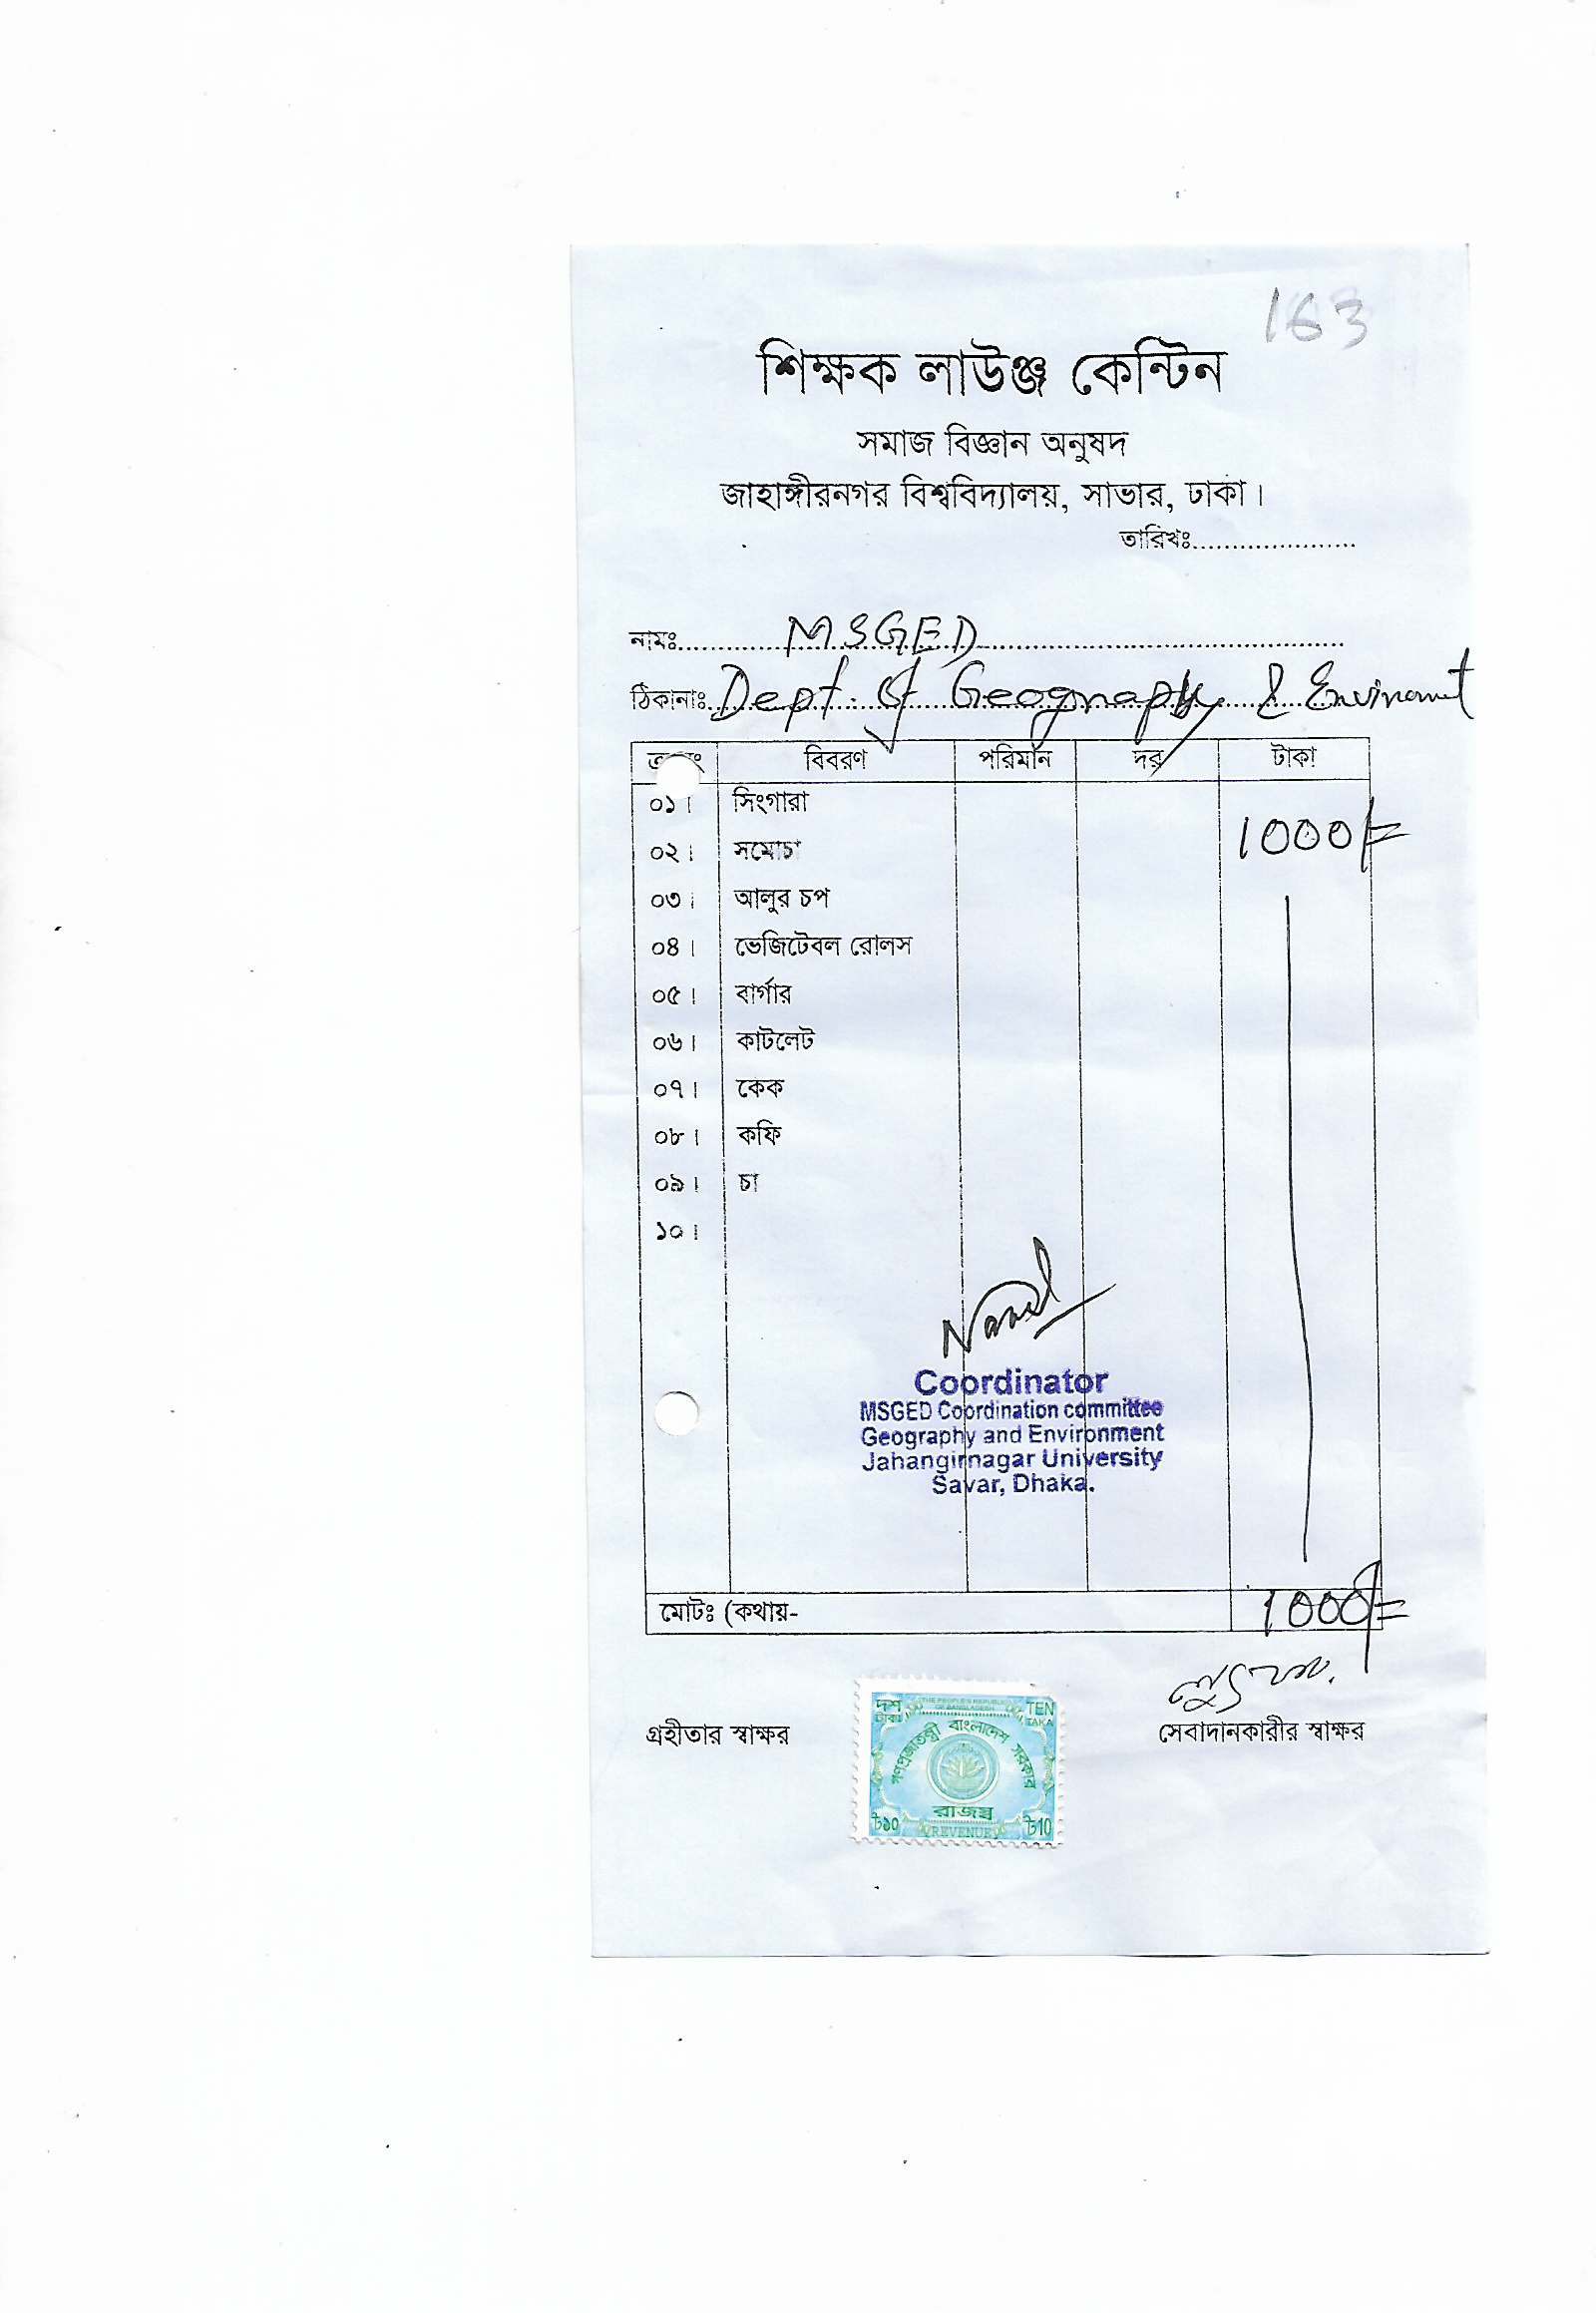 163
শিক্ষক লাউঞ্জ কেন্টিন
সমাজ বিজ্ঞান অনুষদ
জাহাঙ্গীরনগর বিশ্ববিদ্যালয়, সাভার, ঢাকা।
তারিখঃ.....................
নামঃ MSGED
ঠিকানাঃ Dept. of Geography & Envirnomnt
বিবরণ পরিমান দর টাকা
০১। সিংগারা
1000/=
০২। সমোচা
০৩। আলুর চপ
০৪। ভেজিটেবল রোলস
০৫। বার্গার
০৬। কাটলেট
০৭। কেক
০৮। কফি
০৯। চা
১০।
Coordinator
MSGED Coordination committee
Geography and Environment
Jahangirnagar University
Savar, Dhaka.
মোটঃ (কথায়- 1000/=
গ্রহীতার স্বাক্ষর
সেবাদানকারীর স্বাক্ষর
দশ টাকা
THE PEOPLE'S REPUBLIC OF BANGLADESH
TEN TAKA
গণপ্রজাতন্ত্রী বাংলাদেশ সরকার
রাজস্ব
৳১০ REVENUE ৳10